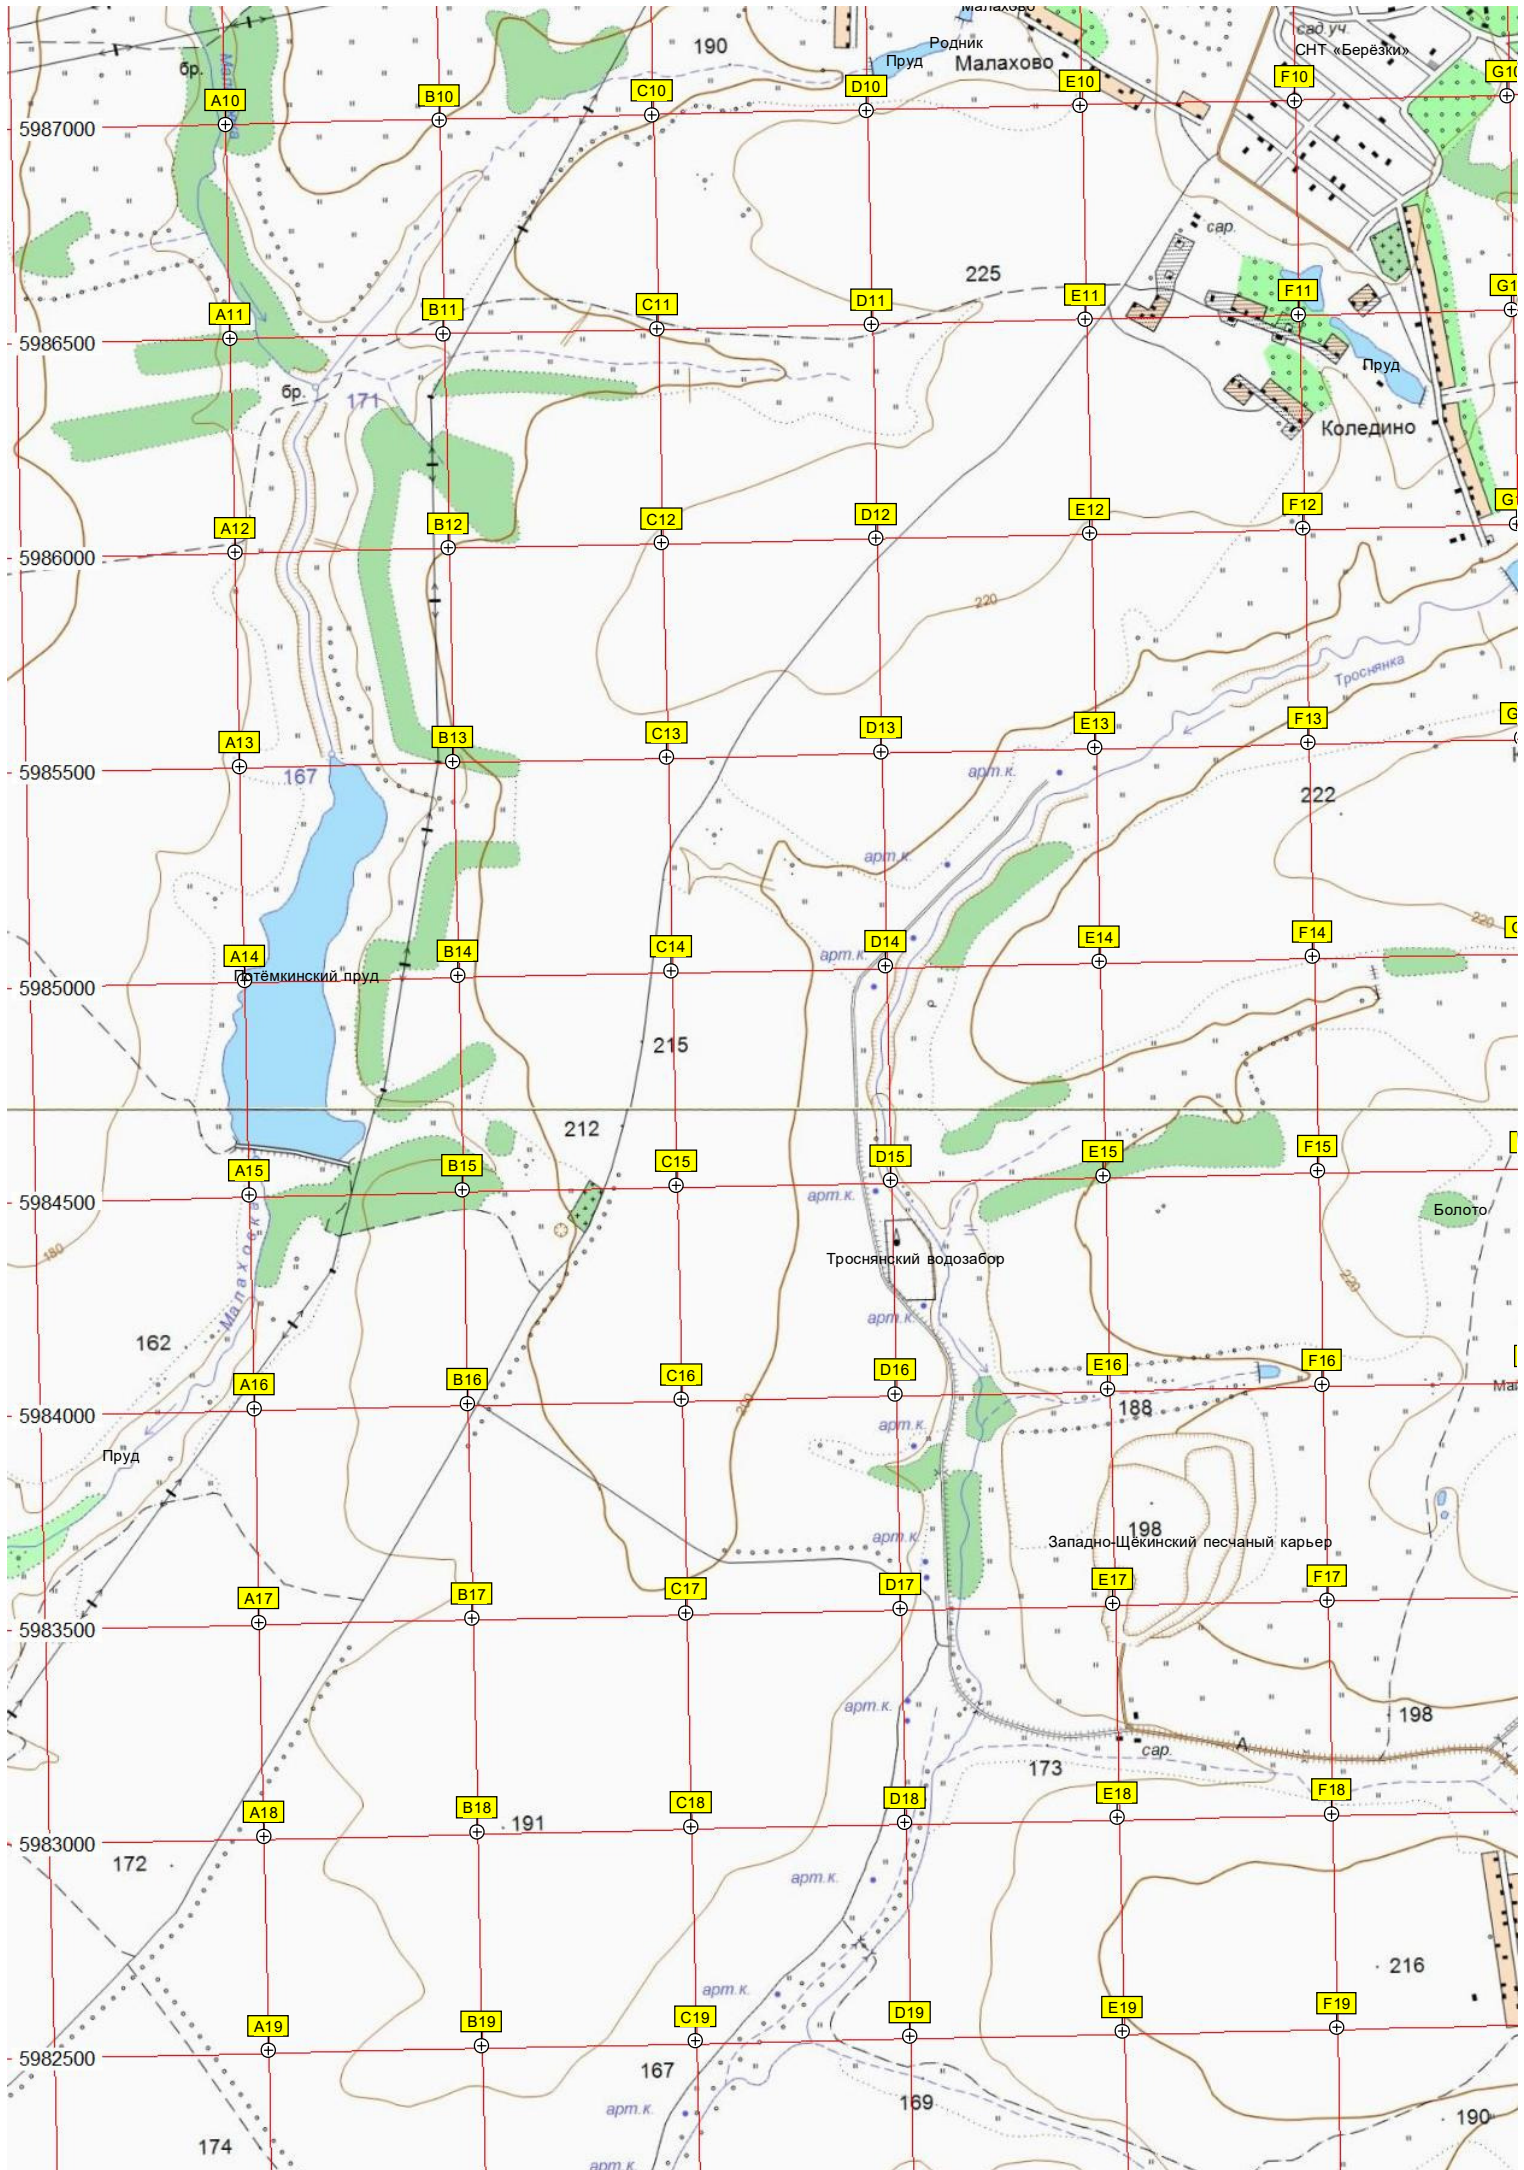 Малахово
сад.уч.
СНТ «Берёзки»
190
Родник
Пруд
Малахово
бр.
F10
E10
D10
C10
B10
A10
5987000
сар.
225
F11
E11
D11
C11
B11
A11
5986500
Пруд
бр.
171
Коледино
F12
E12
D12
C12
B12
A12
5986000
220
Троснянка
F13
E13
D13
C13
B13
A13
5985500
арт.к.
167
222
арт.к.
220
F14
E14
D14
C14
B14
A14
арт.к.
Потёмкинский пруд
5985000
р
215
212
F15
E15
D15
C15
B15
A15
5984500
арт.к.
Болото
Малаховка
180
Троснянский водозабор
220
арт.к.
162
F16
E16
D16
C16
B16
A16
5984000
188
200
арт.к.
Пруд
198
арт.к.
Западно-Щёкинский песчаный карьер
F17
E17
D17
C17
B17
A17
5983500
арт.к.
198
А
сар.
173
F18
E18
D18
C18
B18
A18
191
5983000
172
арт.к.
216
арт.к.
F19
E19
D19
C19
B19
A19
5982500
167
169
арт.к.
190
174
арт.к.